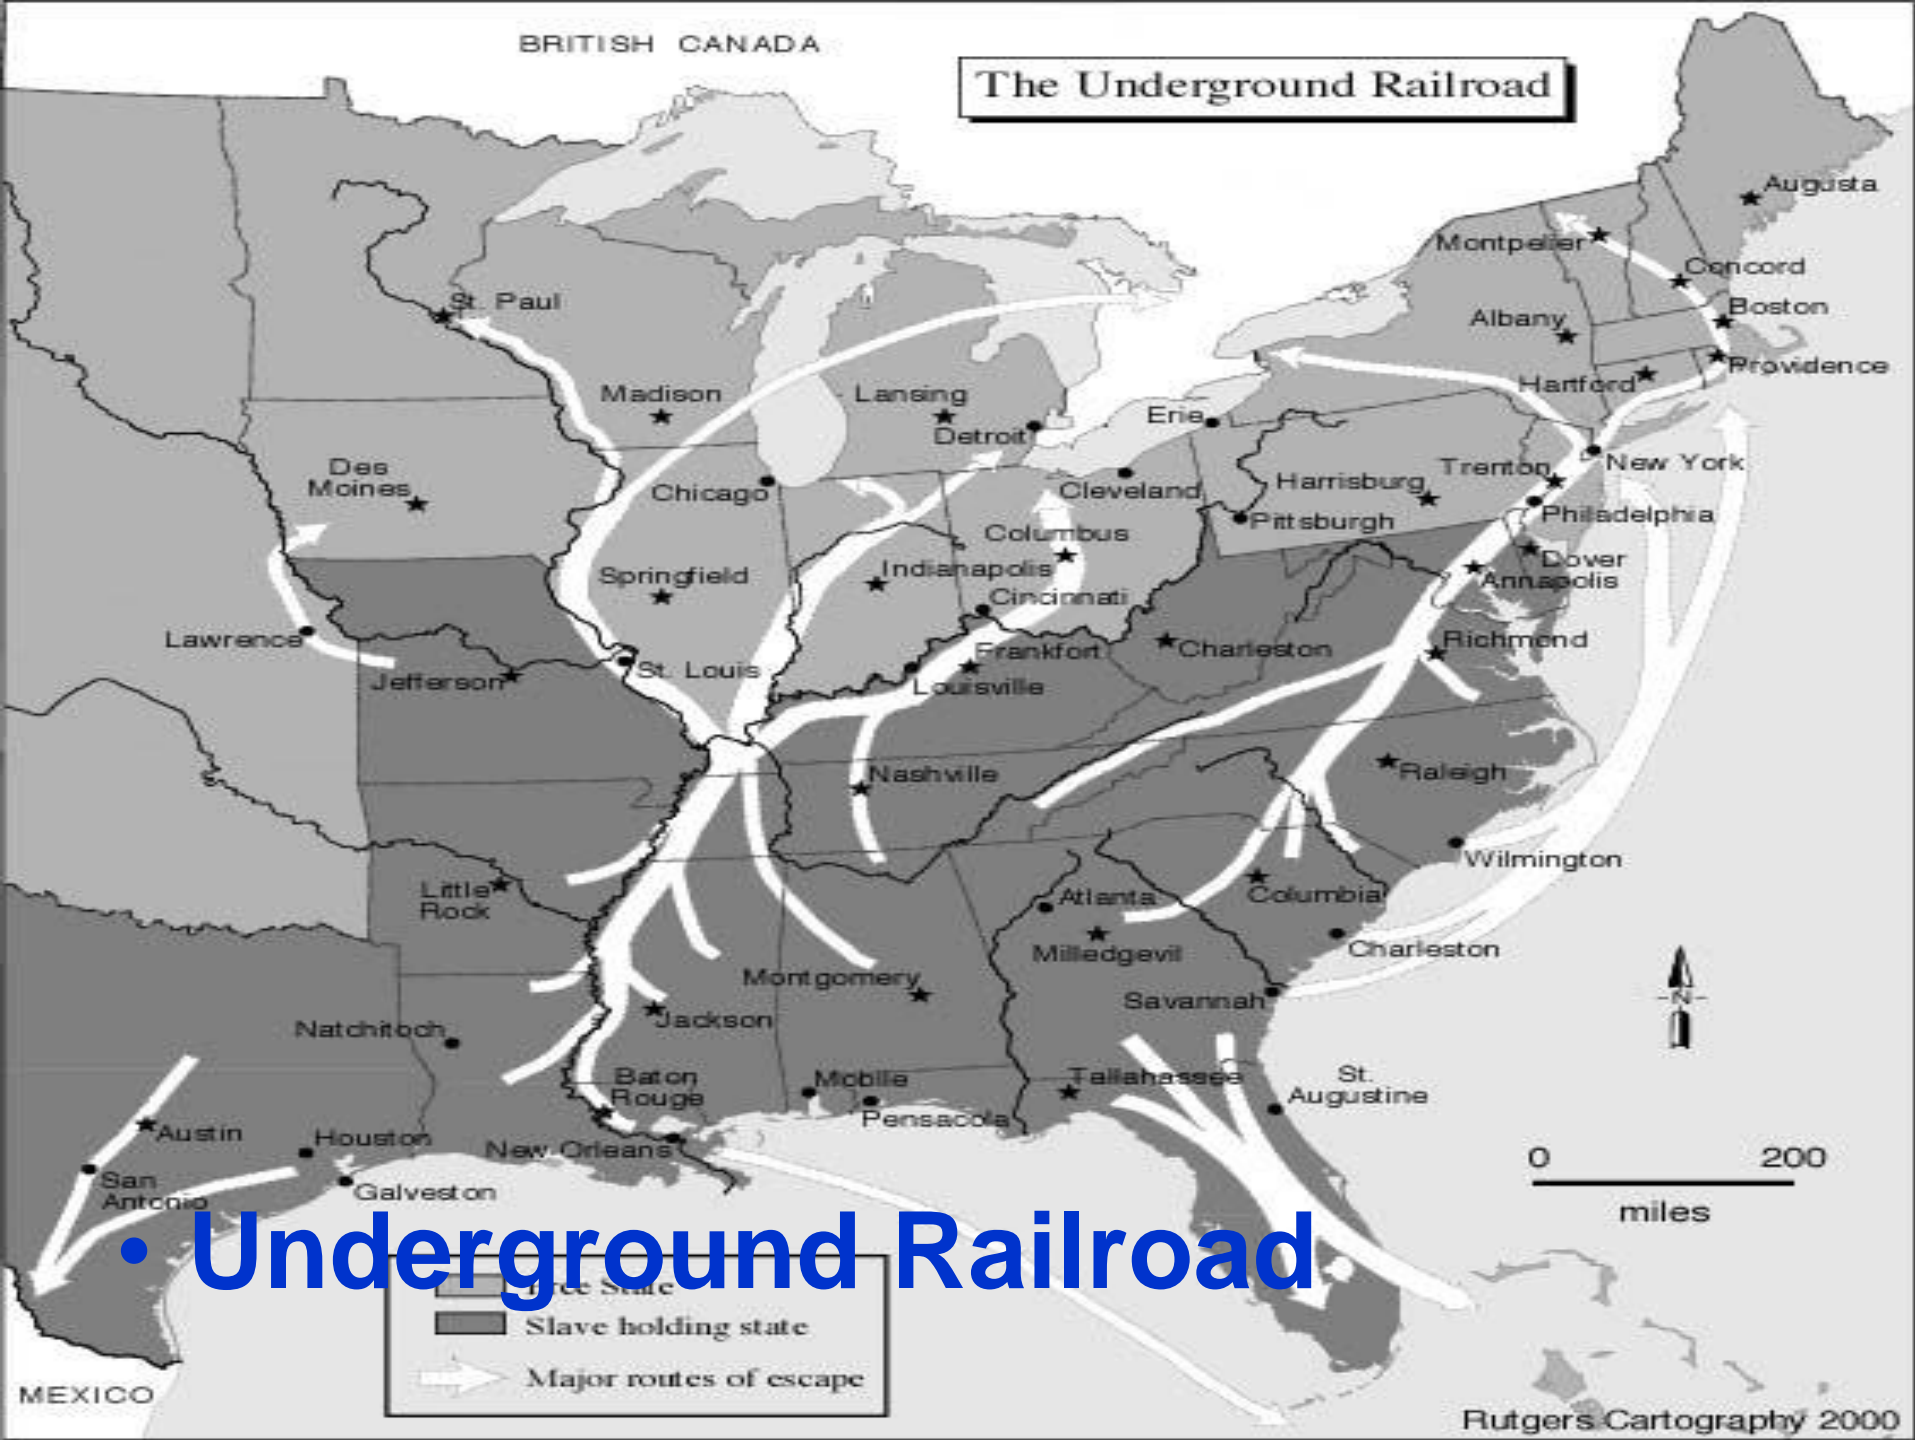 BRITISH CANADA
The Underground Railroad
Augusta
Montpelier
Concord
St. Paul
Boston
Albany
Providence
Madison
Lansing
Hartford
Erie
Detroit
Des
Moines
Trenton
New York
Chicago
Cleveland
Harrisburg
Columbus
Pittsburgh
Philadelphia
Springfield
Indianapolis
Dover
Annapolis
Cincinnati
Lawrence
Frankfort
Charleston
Richmond
Jefferson
St. Louis
Louisville
Nashville
Raleigh
Wilmington
Little
Rock
Atlanta
Columbia
Milledgevil
Charleston
Montgomery
Savannah
Natchitoch
Jackson
Baton
Rouge
Mobile
Tallahassee
St.
Augustine
Pensacola
Austin
Houston
New Orleans
San
Antonio
Galveston
N
0 200
miles
• Underground Railroad
Free State
Slave holding state
Major routes of escape
MEXICO
Rutgers Cartography 2000